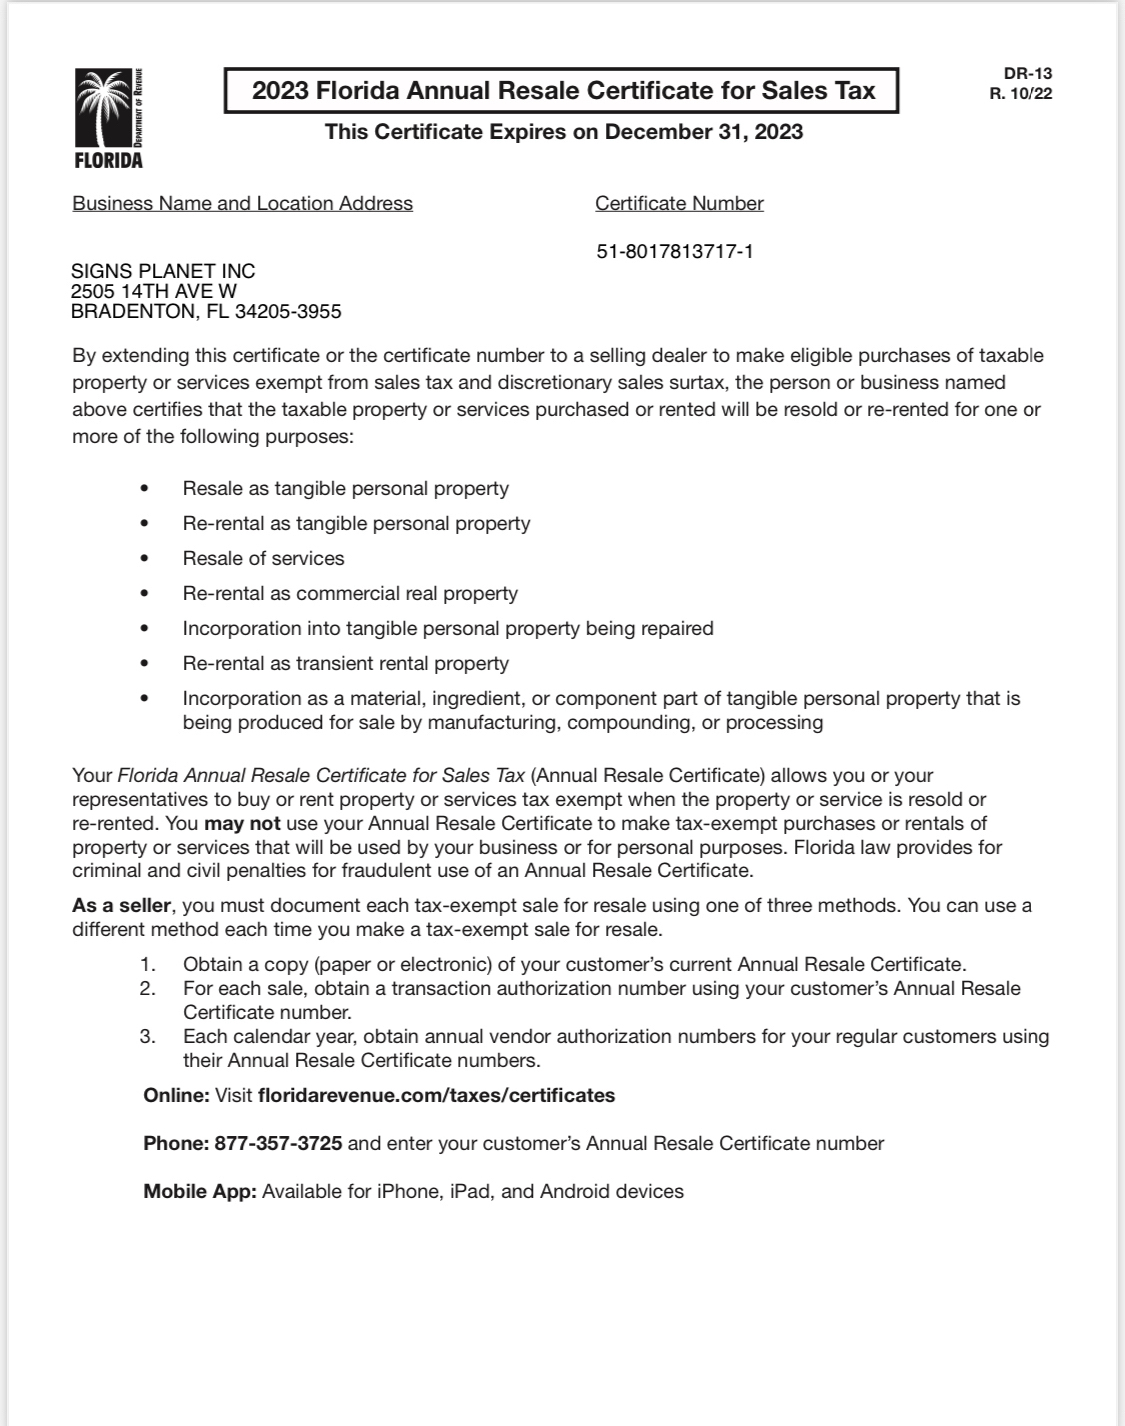 DEPARTMENT OF REVENUE
FLORIDA
2023 Florida Annual Resale Certificate for Sales Tax
This Certificate Expires on December 31, 2023
DR-13
R. 10/22
Business Name and Location Address
Certificate Number
51-8017813717-1
SIGNS PLANET INC
2505 14TH AVE W
BRADENTON, FL 34205-3955
By extending this certificate or the certificate number to a selling dealer to make eligible purchases of taxable
property or services exempt from sales tax and discretionary sales surtax, the person or business named
above certifies that the taxable property or services purchased or rented will be resold or re-rented for one or
more of the following purposes:
• Resale as tangible personal property
• Re-rental as tangible personal property
• Resale of services
• Re-rental as commercial real property
• Incorporation into tangible personal property being repaired
• Re-rental as transient rental property
• Incorporation as a material, ingredient, or component part of tangible personal property that is
being produced for sale by manufacturing, compounding, or processing
Your Florida Annual Resale Certificate for Sales Tax (Annual Resale Certificate) allows you or your
representatives to buy or rent property or services tax exempt when the property or service is resold or
re-rented. You may not use your Annual Resale Certificate to make tax-exempt purchases or rentals of
property or services that will be used by your business or for personal purposes. Florida law provides for
criminal and civil penalties for fraudulent use of an Annual Resale Certificate.
As a seller, you must document each tax-exempt sale for resale using one of three methods. You can use a
different method each time you make a tax-exempt sale for resale.
1. Obtain a copy (paper or electronic) of your customer's current Annual Resale Certificate.
2. For each sale, obtain a transaction authorization number using your customer's Annual Resale
Certificate number.
3. Each calendar year, obtain annual vendor authorization numbers for your regular customers using
their Annual Resale Certificate numbers.
Online: Visit floridarevenue.com/taxes/certificates
Phone: 877-357-3725 and enter your customer's Annual Resale Certificate number
Mobile App: Available for iPhone, iPad, and Android devices